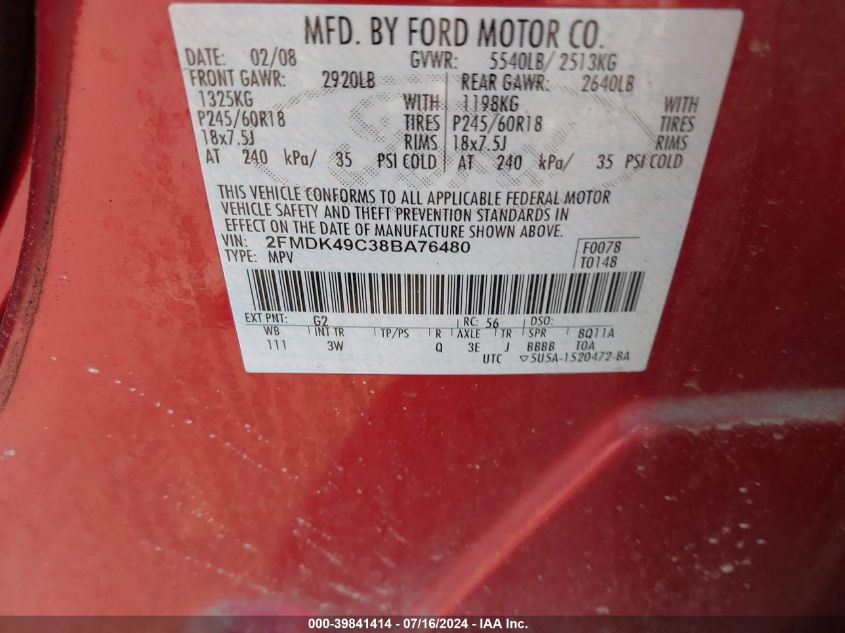 MFD. BY FORD MOTOR CO.
DATE: 02/08 GVWR: 5540LB/ 2513KG
FRONT GAWR: 2920LB REAR GAWR: 2640LB
1325KG WITH 1198KG WITH
P245/60R18 TIRES P245/60R18 TIRES
18x7.5J RIMS 18x7.5J RIMS
AT 240 kPa/ 35 PSI COLD AT 240 kPa/ 35 PSI COLD
THIS VEHICLE CONFORMS TO ALL APPLICABLE FEDERAL MOTOR
VEHICLE SAFETY AND THEFT PREVENTION STANDARDS IN
EFFECT ON THE DATE OF MANUFACTURE SHOWN ABOVE.
VIN: 2FMDK49C38BA76480 F0078
TYPE: MPV T0148
EXT PNT: G2 RC: 56 DSO:
WB INT TR TP/PS R AXLE TR SPR 8Q11A
111 3W Q 3E J BBBB TOA
UTC ▽5U5A-1520472-BA
000-39841414 - 07/16/2024 - www.iaai.com.